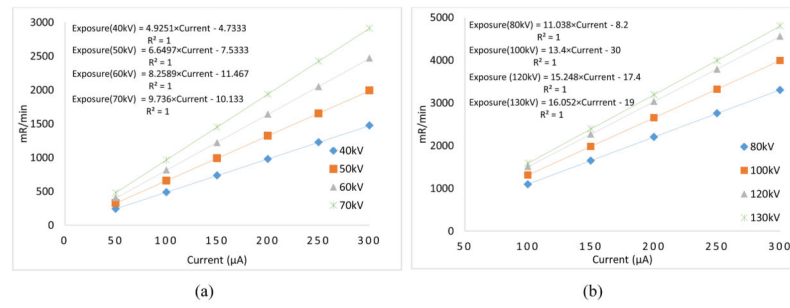 3000
2500
2000
1500
1000
500
0
mR/min
Exposure(40kV) = 4.9251×Current - 4.7333
R² = 1
Exposure(50kV) = 6.6497×Current - 7.5333
R² = 1
Exposure(60kV) = 8.2589×Current - 11.467
R² = 1
Exposure(70kV) = 9.736×Current - 10.133
R² = 1
40kV
50kV
60kV
70kV
0 50 100 150 200 250 300
Current (µA)
(a)
5000
4000
3000
2000
1000
0
mR/min
Exposure(80kV) = 11.038×Current - 8.2
R² = 1
Exposure(100kV) = 13.4×Current - 30
R² = 1
Exposure (120kV) = 15.248×Current - 17.4
R² = 1
Exposure(130kV) = 16.052×Currrent - 19
R² = 1
80kV
100kV
120kV
130kV
50 100 150 200 250 300
Current (µA)
(b)